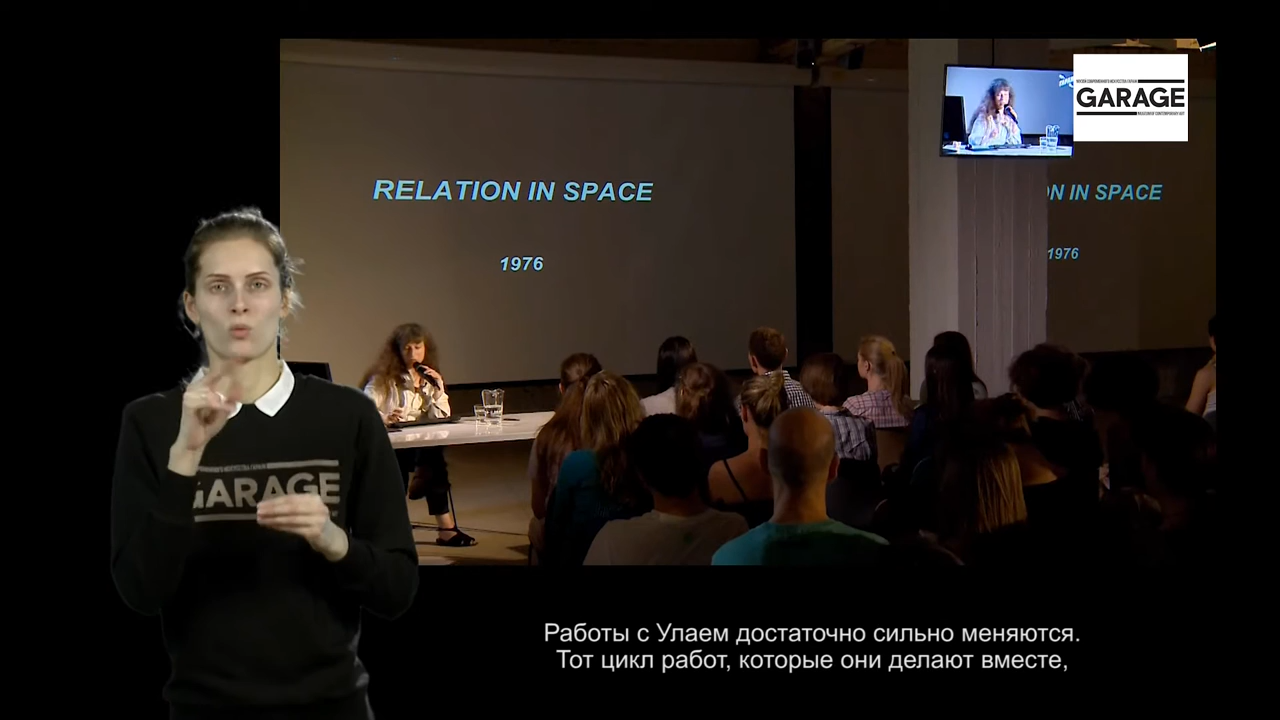 GARAGE
RELATION IN SPACE
ON IN SPACE
1976
1976
GARAGE
Работы с Улаем достаточно сильно меняются.
Тот цикл работ, которые они делают вместе,